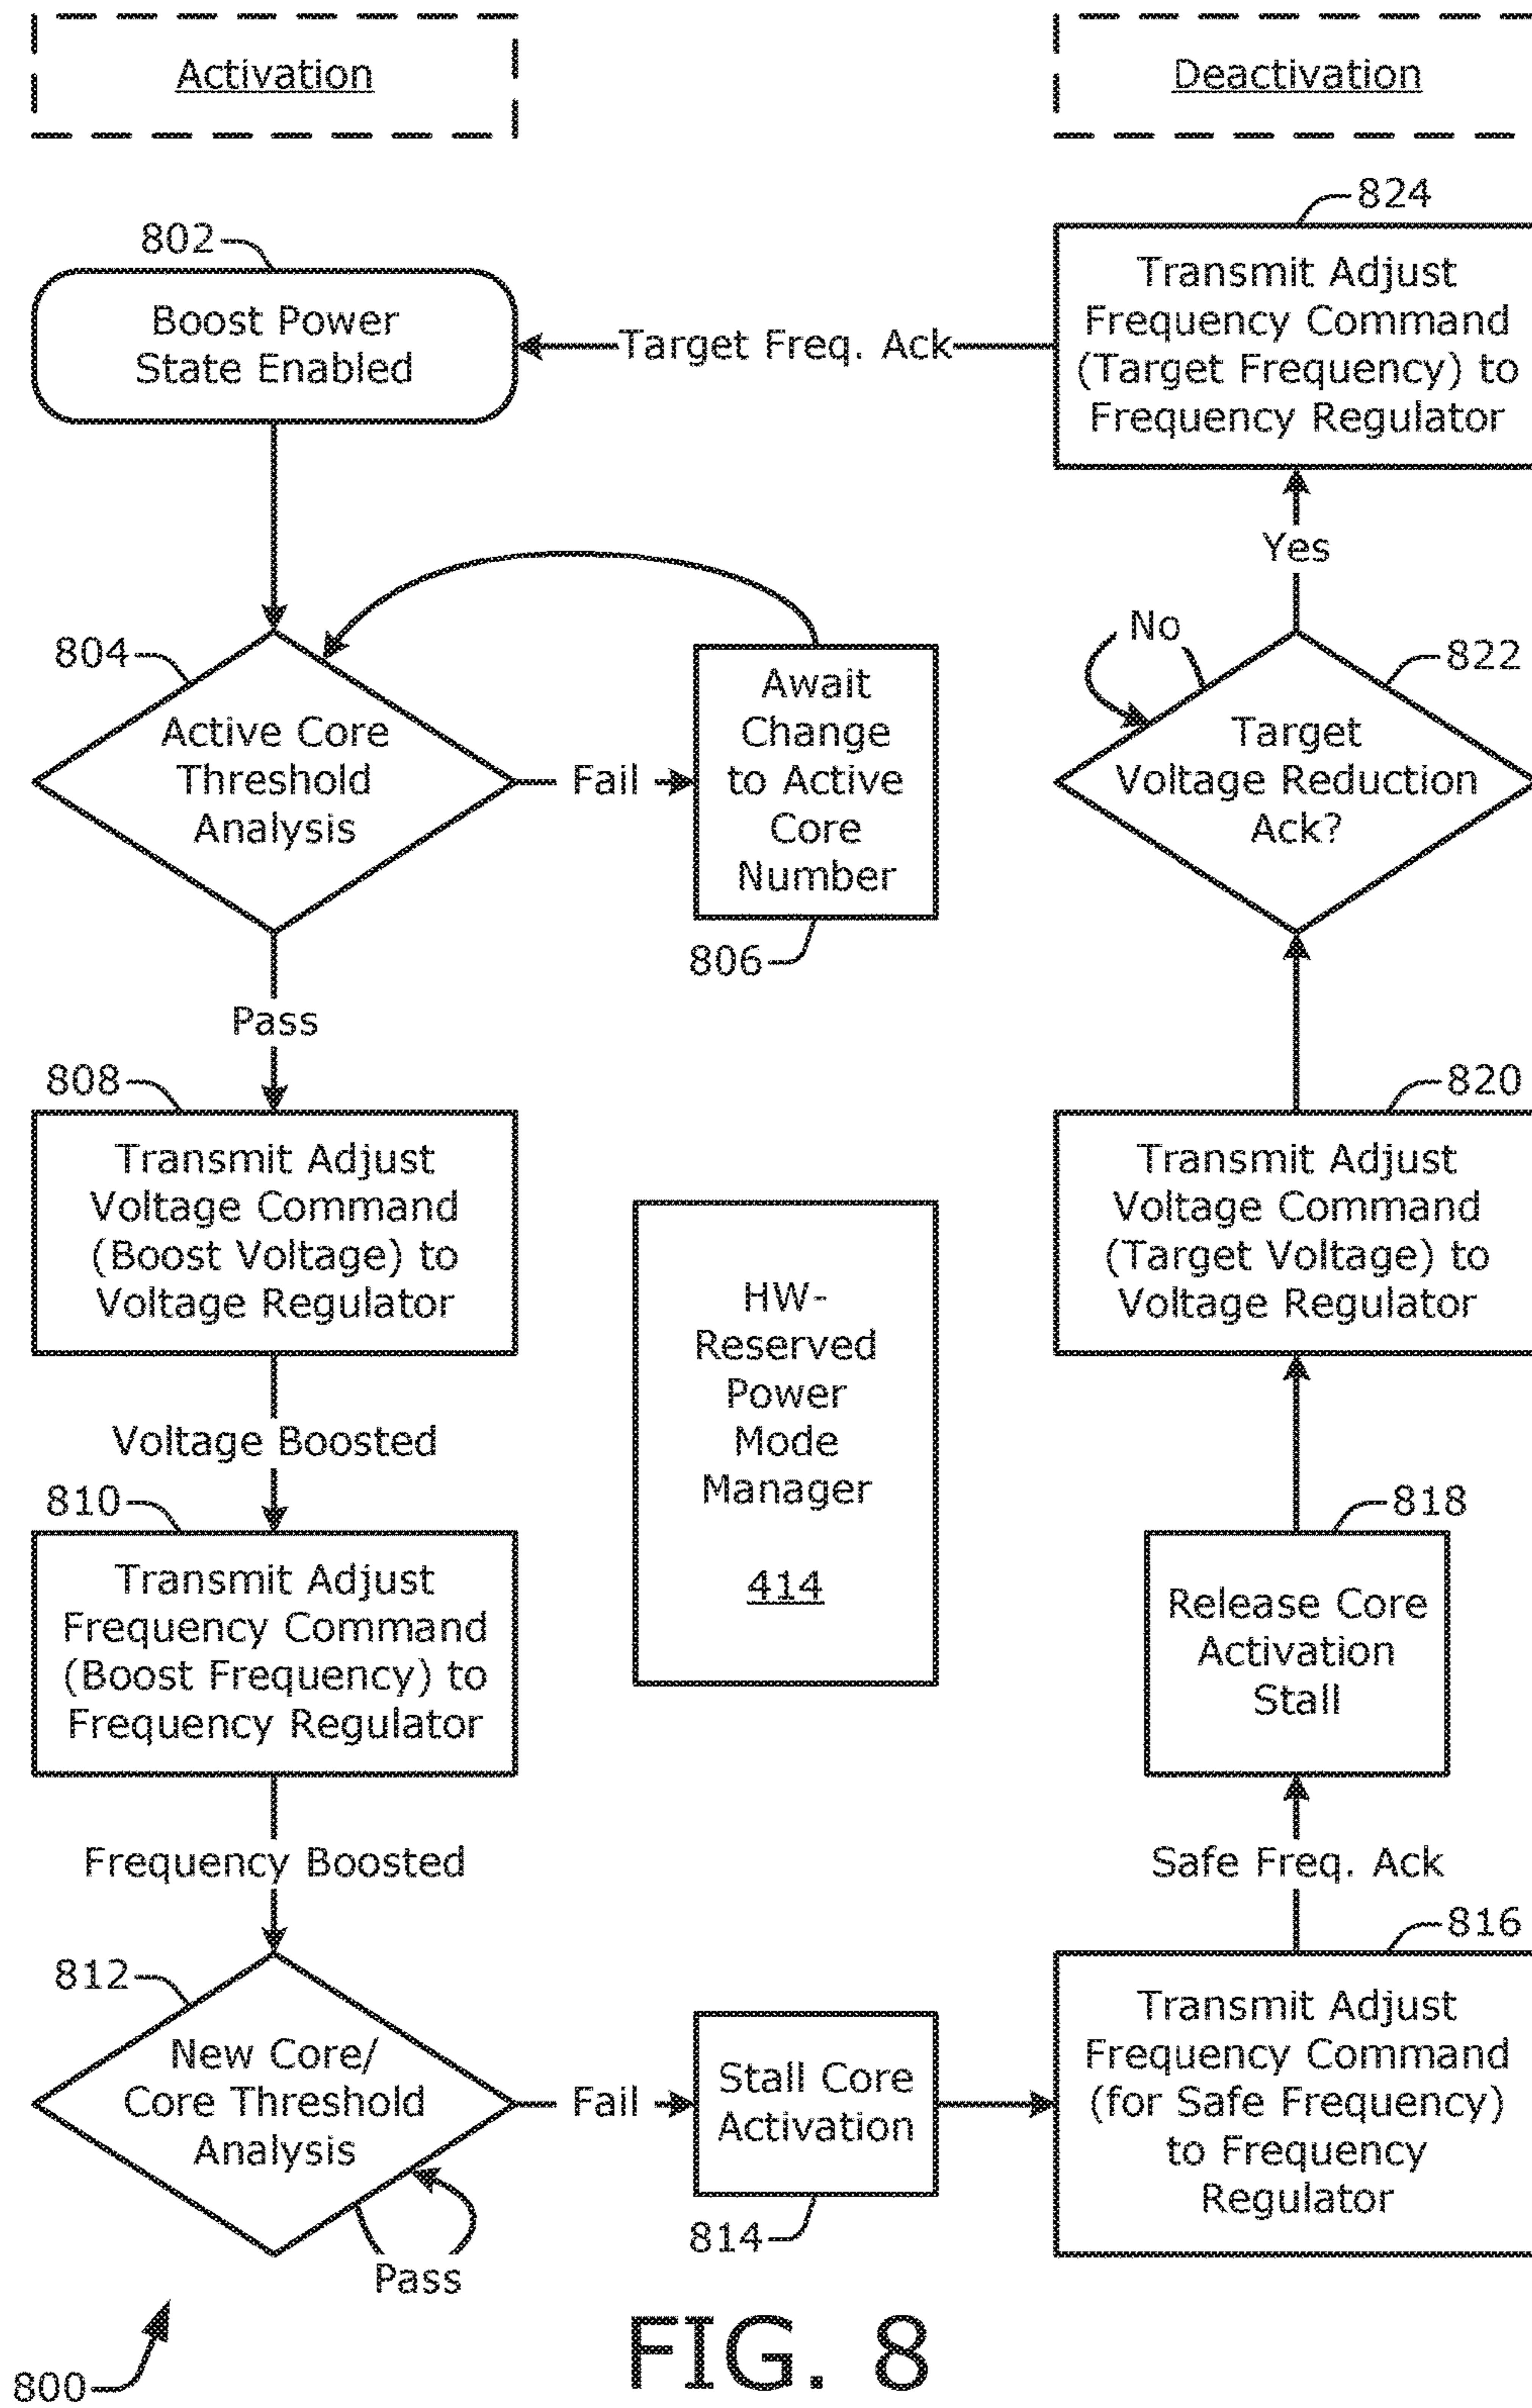 Activation
Deactivation
824
802
Transmit Adjust
Frequency Command
(Target Frequency) to
Frequency Regulator
Boost Power
State Enabled
Target Freq. Ack
Yes
No
804
822
Active Core
Threshold
Analysis
Fail
Await
Change
to Active
Core
Number
806
Target
Voltage Reduction
Ack?
Pass
808
820
Transmit Adjust
Voltage Command
(Boost Voltage) to
Voltage Regulator
Transmit Adjust
Voltage Command
(Target Voltage) to
Voltage Regulator
HW-
Reserved
Power
Mode
Manager
414
Voltage Boosted
810
818
Transmit Adjust
Frequency Command
(Boost Frequency) to
Frequency Regulator
Release Core
Activation
Stall
Frequency Boosted
Safe Freq. Ack
812
816
New Core/
Core Threshold
Analysis
Fail
Stall Core
Activation
814
Transmit Adjust
Frequency Command
(for Safe Frequency)
to Frequency
Regulator
Pass
800
FIG. 8